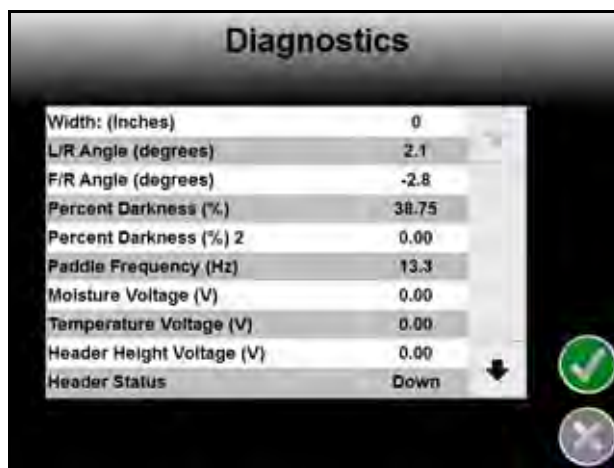 Diagnostics
Width: (Inches) 0
L/R Angle (degrees) 2.1
F/R Angle (degrees) -2.8
Percent Darkness (%) 38.75
Percent Darkness (%) 2 0.00
Paddle Frequency (Hz) 13.3
Moisture Voltage (V) 0.00
Temperature Voltage (V) 0.00
Header Height Voltage (V) 0.00
Header Status Down